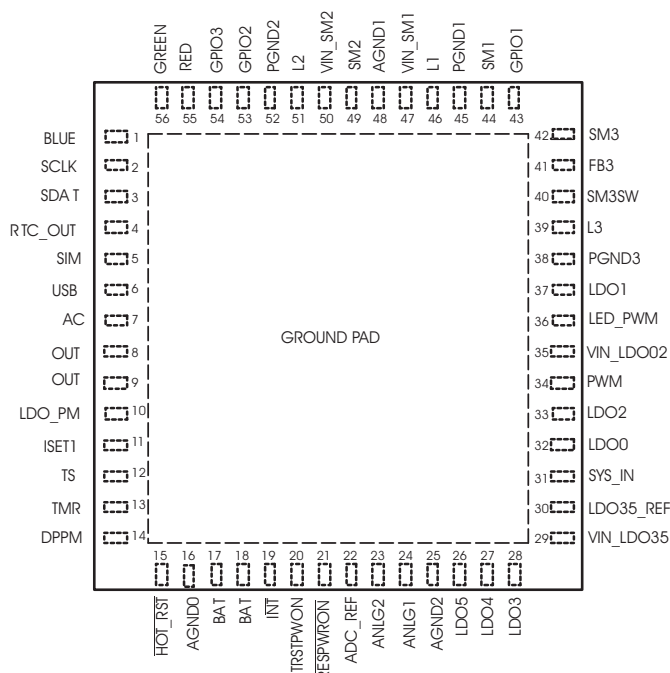 GREEN
RED
GPIO3
GPIO2
PGND2
L2
VIN_SM2
SM2
AGND1
VIN_SM1
L1
PGND1
SM1
GPIO1
56 55 54 53 52 51 50 49 48 47 46 45 44 43
BLUE 1
SCLK 2
SDAT 3
RTC_OUT 4
SIM 5
USB 6
AC 7
OUT 8
OUT 9
LDO_PM 10
ISET1 11
TS 12
TMR 13
DPPM 14
GROUND PAD
42 SM3
41 FB3
40 SM3SW
39 L3
38 PGND3
37 LDO1
36 LED_PWM
35 VIN_LDO02
34 PWM
33 LDO2
32 LDO0
31 SYS_IN
30 LDO35_REF
29 VIN_LDO35
15 16 17 18 19 20 21 22 23 24 25 26 27 28
HOT_RST
AGND0
BAT
BAT
INT
TRSTPWON
RESPWRON
ADC_REF
ANLG2
ANLG1
AGND2
LDO5
LDO4
LDO3